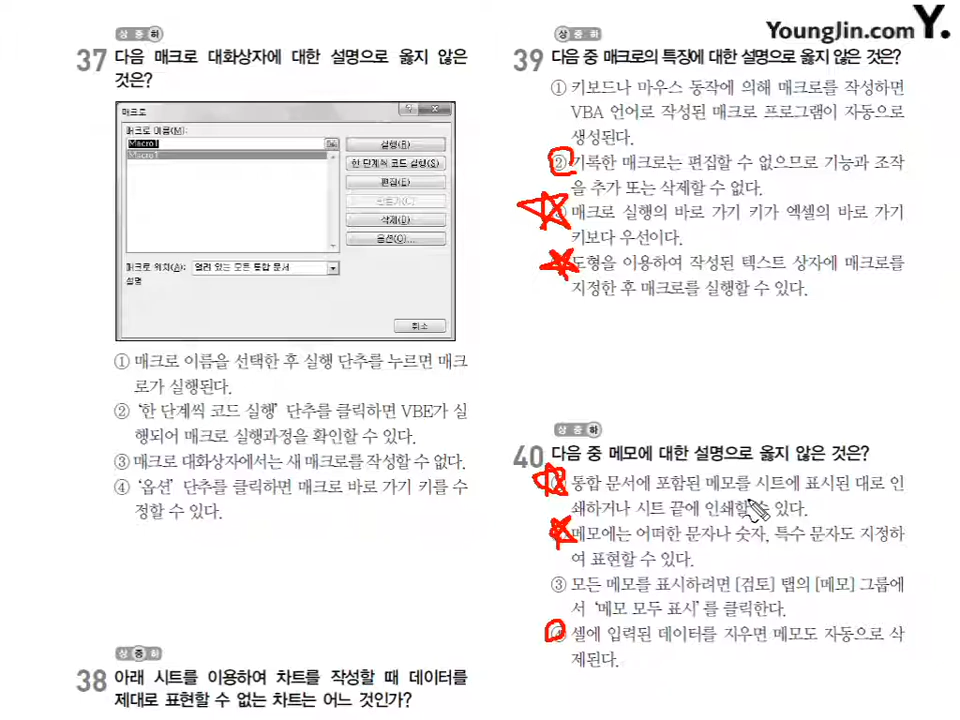 YoungJin.com Y.
상 중 하
37 다음 매크로 대화상자에 대한 설명으로 옳지 않은
것은?
매크로
매크로 이름(M):
Macro1
Macro1
실행(R)
한 단계씩 코드 실행(S)
편집(E)
만들기(C)
삭제(D)
옵션(O)...
매크로 위치(A): 열려 있는 모든 통합 문서
설명
취소
① 매크로 이름을 선택한 후 실행 단추를 누르면 매크
로가 실행된다.
② ‘한 단계씩 코드 실행’ 단추를 클릭하면 VBE가 실
행되어 매크로 실행과정을 확인할 수 있다.
③ 매크로 대화상자에서는 새 매크로를 작성할 수 없다.
④ ‘옵션’ 단추를 클릭하면 매크로 바로 가기 키를 수
정할 수 있다.
상 중 하
38 아래 시트를 이용하여 차트를 작성할 때 데이터를
제대로 표현할 수 없는 차트는 어느 것인가?
상 중 하
39 다음 중 매크로의 특징에 대한 설명으로 옳지 않은 것은?
① 키보드나 마우스 동작에 의해 매크로를 작성하면
VBA 언어로 작성된 매크로 프로그램이 자동으로
생성된다.
② 기록한 매크로는 편집할 수 없으므로 기능과 조작
을 추가 또는 삭제할 수 없다.
매크로 실행의 바로 가기 키가 엑셀의 바로 가기
키보다 우선이다.
도형을 이용하여 작성된 텍스트 상자에 매크로를
지정한 후 매크로를 실행할 수 있다.
상 중 하
40 다음 중 메모에 대한 설명으로 옳지 않은 것은?
통합 문서에 포함된 메모를 시트에 표시된 대로 인
쇄하거나 시트 끝에 인쇄할 수 있다.
메모에는 어떠한 문자나 숫자, 특수 문자도 지정하
여 표현할 수 있다.
③ 모든 메모를 표시하려면 [검토] 탭의 [메모] 그룹에
서 ‘메모 모두 표시’를 클릭한다.
④ 셀에 입력된 데이터를 지우면 메모도 자동으로 삭
제된다.